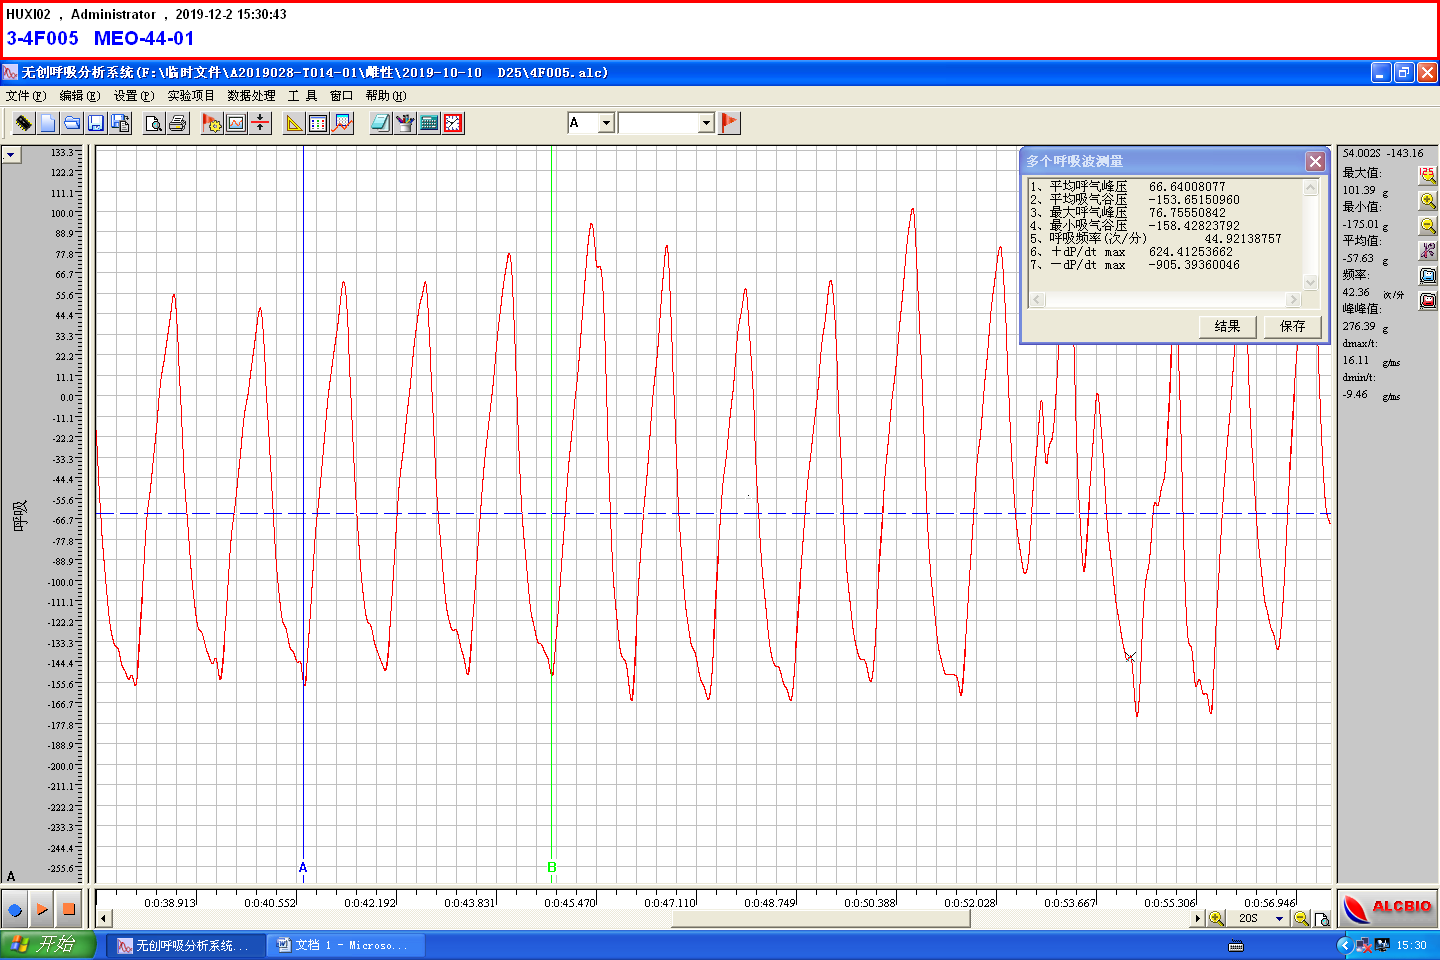 HUXI02 , Administrator , 2019-12-2 15:30:43
3-4F005 MEO-44-01
无创呼吸分析系统(F:\临时文件\A2019028-T014-01\雌性\2019-10-10 D25\4F005.alc)
文件(F) 编辑(E) 设置(P) 实验项目 数据处理 工 具 窗口 帮助(H)
A
133.3
122.2
111.1
100.0
88.9
77.8
66.7
55.6
44.4
33.3
22.2
11.1
0.0
-11.1
-22.2
-33.3
-44.4
-55.6
-66.7
-77.8
-88.9
-100.0
-111.1
-122.2
-133.3
-144.4
-155.6
-166.7
-177.8
-188.9
-200.0
-211.1
-222.2
-233.3
-244.4
-255.6
呼吸
A
A
B
多个呼吸波测量
1、平均呼气峰压 66.64008077
2、平均吸气谷压 -153.65150960
3、最大呼气峰压 76.75550842
4、最小吸气谷压 -158.42823792
5、呼吸频率(次/分) 44.92138757
6、＋dP/dt max 624.41253662
7、－dP/dt max -905.39360046
结果 保存
54.002S -143.16
最大值:
101.39 g
最小值:
-175.01 g
平均值:
-57.63 g
频率:
42.36 次/分
峰峰值:
276.39 g
dmax/t:
16.11 g/ms
dmin/t:
-9.46 g/ms
125
0:0:38.913 0:0:40.552 0:0:42.192 0:0:43.831 0:0:45.470 0:0:47.110 0:0:48.749 0:0:50.388 0:0:52.028 0:0:53.667 0:0:55.306 0:0:56.946
20S
ALCBIO
开始 无创呼吸分析系统... 文档 1 - Microso... 15:30